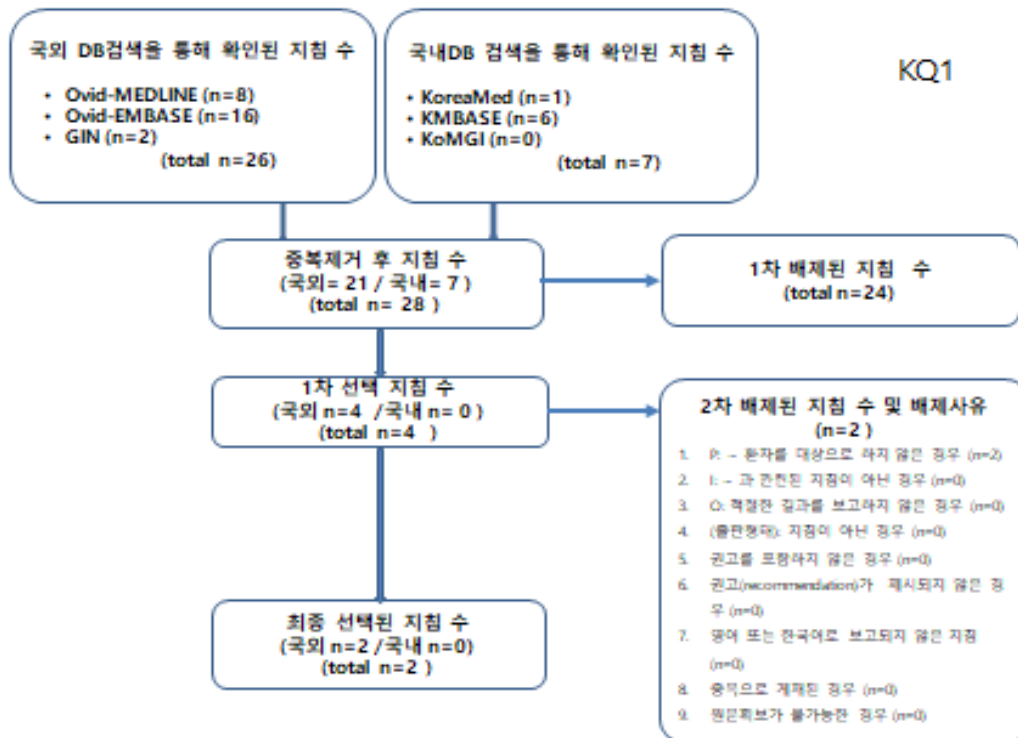 국외 DB검색을 통해 확인된 지침 수
• Ovid-MEDLINE (n=8)
• Ovid-EMBASE (n=16)
• GIN (n=2)
(total n=26)
국내DB 검색을 통해 확인된 지침 수
• KoreaMed (n=1)
• KMBASE (n=6)
• KoMGI (n=0)
(total n=7)
KQ1
중복제거 후 지침 수
(국외= 21 / 국내= 7 )
(total n= 28 )
1차 배제된 지침 수
(total n=24)
1차 선택 지침 수
(국외 n=4 /국내 n= 0 )
(total n=4 )
2차 배제된 지침 수 및 배제사유
(n=2 )
1. P: – 환자를 대상으로 하지 않은 경우 (n=2)
2. I: – 과 관련된 지침이 아닌 경우 (n=0)
3. O: 적절한 결과를 보고하지 않은 경우 (n=0)
4. (출판형태): 지침이 아닌 경우 (n=0)
5. 권고를 포함하지 않은 경우 (n=0)
6. 권고(recommendation)가 제시되지 않은 경
우 (n=0)
7. 영어 또는 한국어로 보고되지 않은 지침
(n=0)
8. 중복으로 게재된 경우 (n=0)
9. 원문확보가 불가능한 경우 (n=0)
최종 선택된 지침 수
(국외 n=2 /국내 n=0)
(total n=2 )